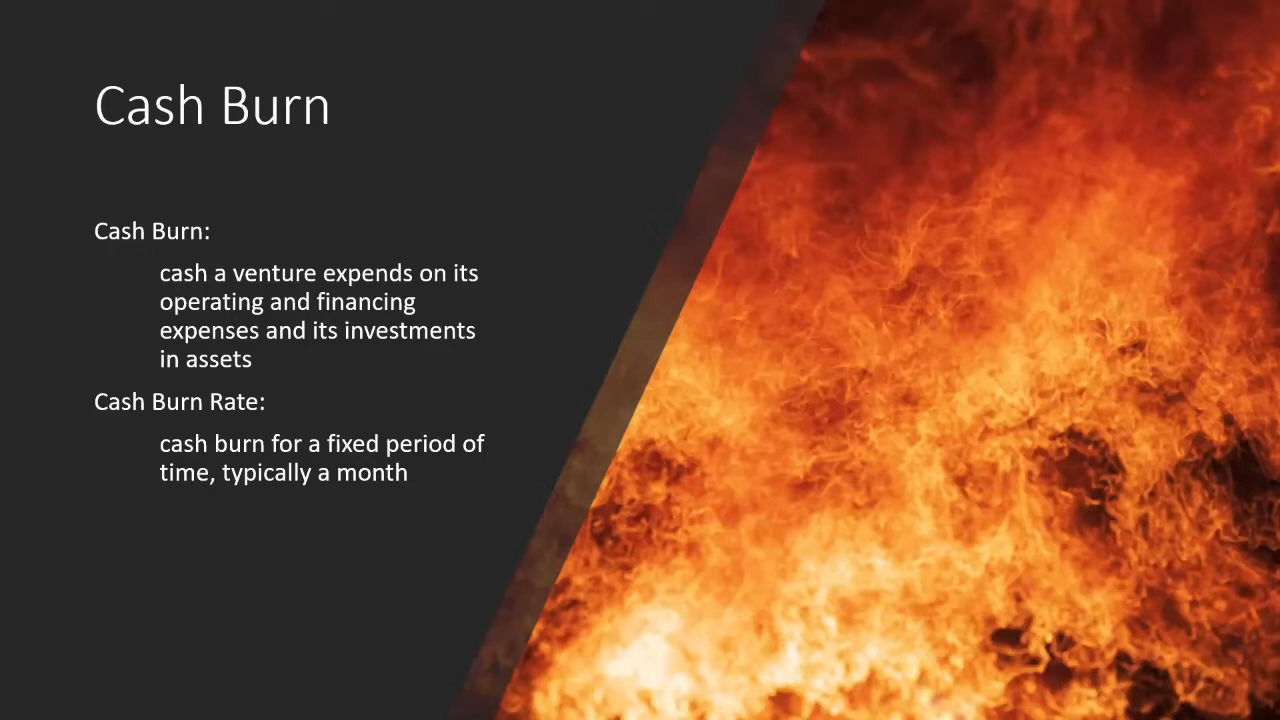 Cash Burn
Cash Burn:
cash a venture expends on its
operating and financing
expenses and its investments
in assets
Cash Burn Rate:
cash burn for a fixed period of
time, typically a month